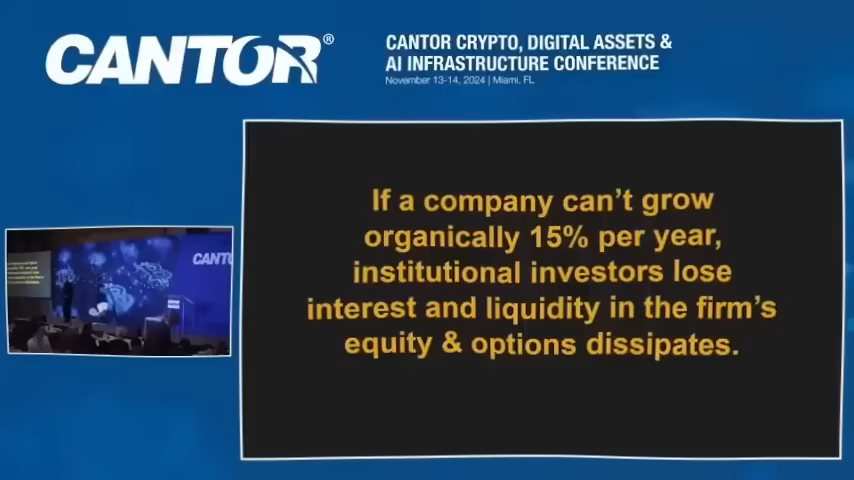 CANTOR®
CANTOR CRYPTO, DIGITAL ASSETS &
AI INFRASTRUCTURE CONFERENCE
November 13-14, 2024 | Miami, FL
If a company can’t grow
organically 15% per year,
institutional investors lose
interest and liquidity in the firm’s
equity & options dissipates.
CANTO